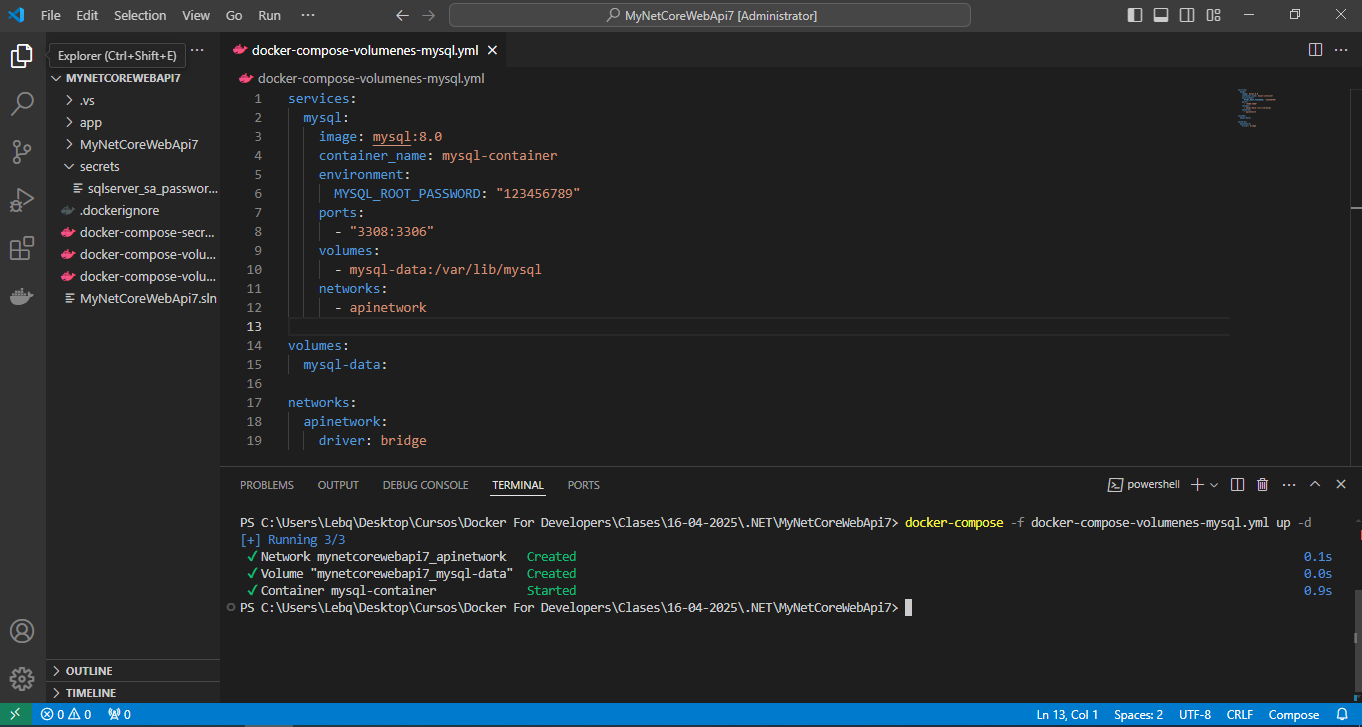 File Edit Selection View Go Run ···
MyNetCoreWebApi7 [Administrator]
Explorer (Ctrl+Shift+E)
MYNETCOREWEBAPI7
.vs
app
MyNetCoreWebApi7
secrets
sqlserver_sa_passwor...
.dockerignore
docker-compose-secr...
docker-compose-volu...
docker-compose-volu...
MyNetCoreWebApi7.sln
OUTLINE
TIMELINE
docker-compose-volumenes-mysql.yml
docker-compose-volumenes-mysql.yml
1 services:
2 mysql:
3 image: mysql:8.0
4 container_name: mysql-container
5 environment:
6 MYSQL_ROOT_PASSWORD: "123456789"
7 ports:
8 - "3308:3306"
9 volumes:
10 - mysql-data:/var/lib/mysql
11 networks:
12 - apinetwork
13
14 volumes:
15 mysql-data:
16
17 networks:
18 apinetwork:
19 driver: bridge
PROBLEMS OUTPUT DEBUG CONSOLE TERMINAL PORTS
powershell
PS C:\Users\Lebq\Desktop\Cursos\Docker For Developers\Clases\16-04-2025\.NET\MyNetCoreWebApi7> docker-compose -f docker-compose-volumenes-mysql.yml up -d
[+] Running 3/3
✓ Network mynetcorewebapi7_apinetwork Created 0.1s
✓ Volume "mynetcorewebapi7_mysql-data" Created 0.0s
✓ Container mysql-container Started 0.9s
PS C:\Users\Lebq\Desktop\Cursos\Docker For Developers\Clases\16-04-2025\.NET\MyNetCoreWebApi7>
0 0 0
Ln 13, Col 1 Spaces: 2 UTF-8 CRLF Compose